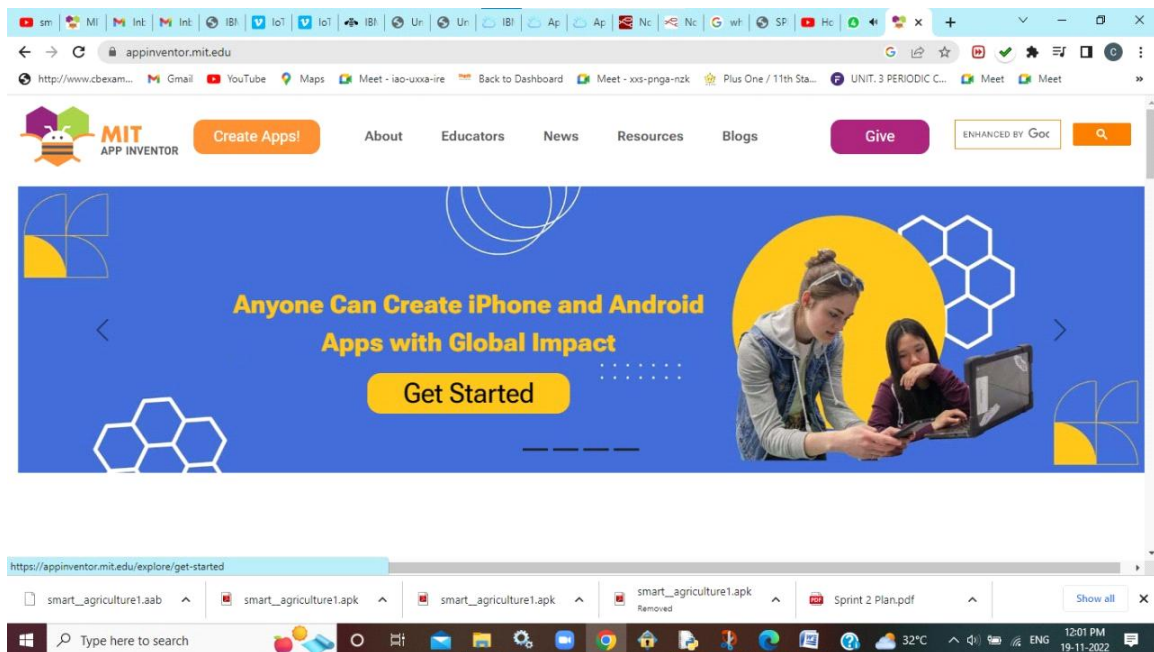 sm MI Int Int IBM IoT IoT IBM Un Un IBI Ap Ap Nc Nc wh SP Hc
appinventor.mit.edu
http://www.cbexam... Gmail YouTube Maps Meet - iao-uxxa-ire Back to Dashboard Meet - xxs-pnga-nzk Plus One / 11th Sta... UNIT. 3 PERIODIC C... Meet Meet
MIT
APP INVENTOR
Create Apps! About Educators News Resources Blogs Give ENHANCED BY Goo
Anyone Can Create iPhone and Android
Apps with Global Impact
Get Started
https://appinventor.mit.edu/explore/get-started
smart_agriculture1.aab smart__agriculture1.apk smart__agriculture1.apk smart__agriculture1.apk Sprint 2 Plan.pdf Show all
Removed
Type here to search 32°C ENG 12:01 PM
19-11-2022